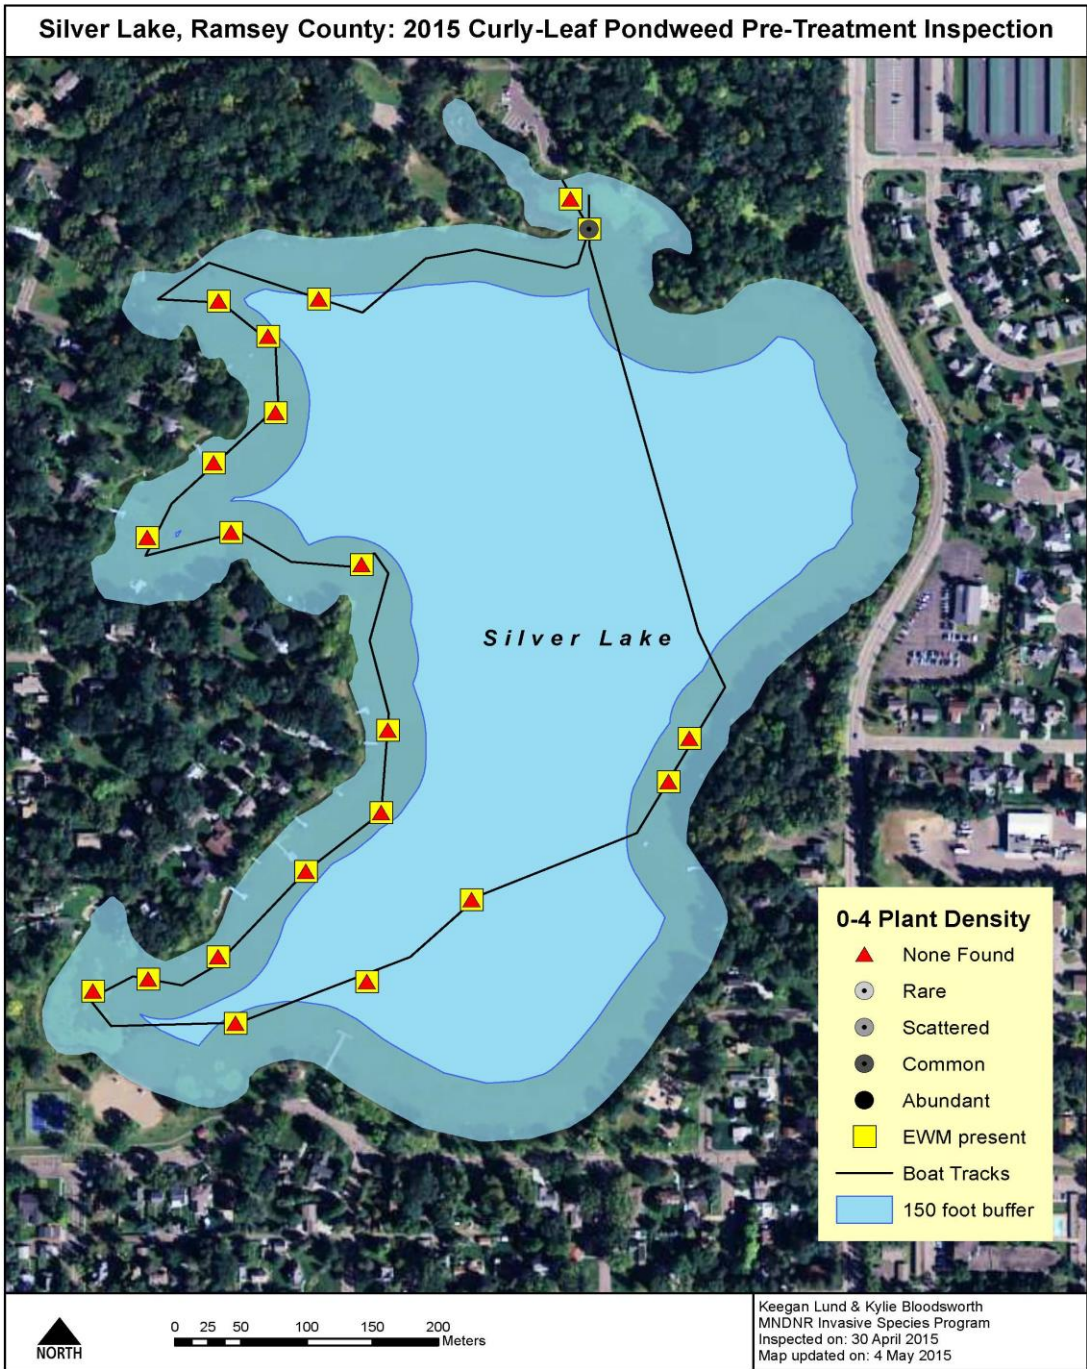 Silver Lake, Ramsey County: 2015 Curly-Leaf Pondweed Pre-Treatment Inspection
Silver Lake
0-4 Plant Density
None Found
Rare
Scattered
Common
Abundant
EWM present
Boat Tracks
150 foot buffer
NORTH
0 25 50 100 150 200
Meters
Keegan Lund & Kylie Bloodsworth
MNDNR Invasive Species Program
Inspected on: 30 April 2015
Map updated on: 4 May 2015